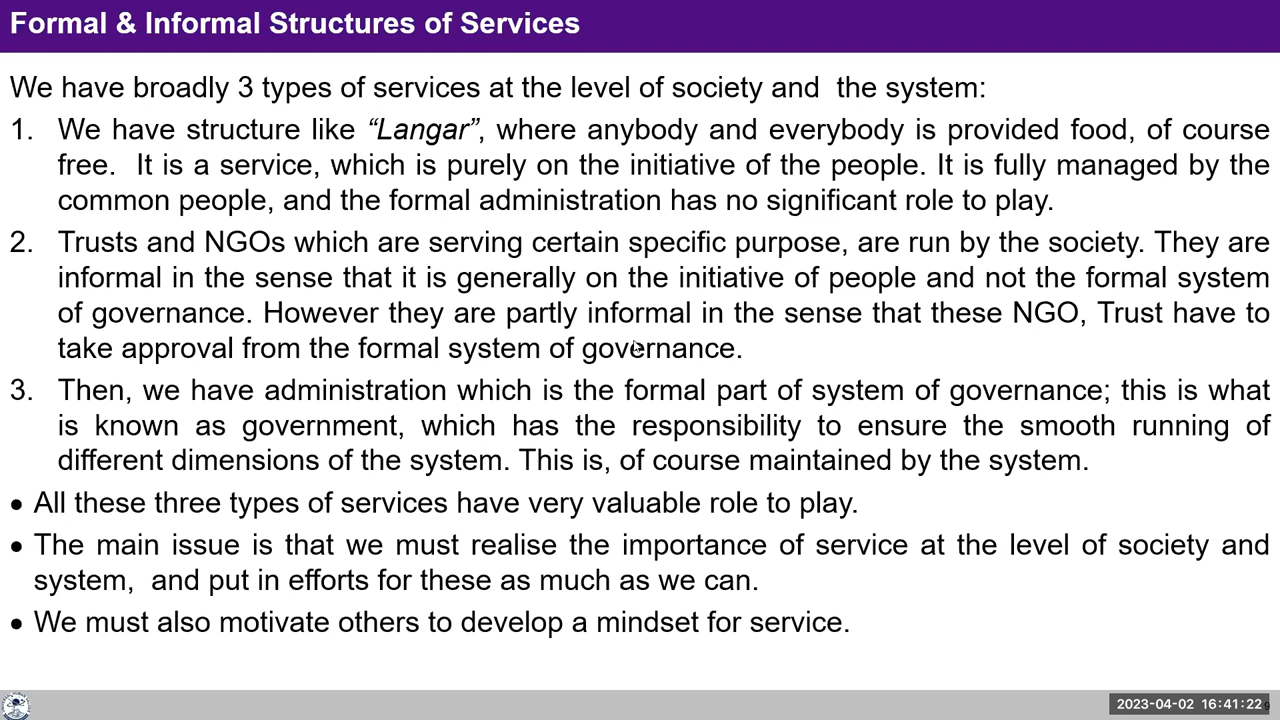 Formal & Informal Structures of Services
We have broadly 3 types of services at the level of society and  the system:
1. We have structure like “Langar”, where anybody and everybody is provided food, of course
free.  It is a service, which is purely on the initiative of the people. It is fully managed by the
common people, and the formal administration has no significant role to play.
2. Trusts and NGOs which are serving certain specific purpose, are run by the society. They are
informal in the sense that it is generally on the initiative of people and not the formal system
of governance. However they are partly informal in the sense that these NGO, Trust have to
take approval from the formal system of governance.
3. Then, we have administration which is the formal part of system of governance; this is what
is known as government, which has the responsibility to ensure the smooth running of
different dimensions of the system. This is, of course maintained by the system.
• All these three types of services have very valuable role to play.
• The main issue is that we must realise the importance of service at the level of society and
system,  and put in efforts for these as much as we can.
• We must also motivate others to develop a mindset for service.
2023-04-02 16:41:22 9